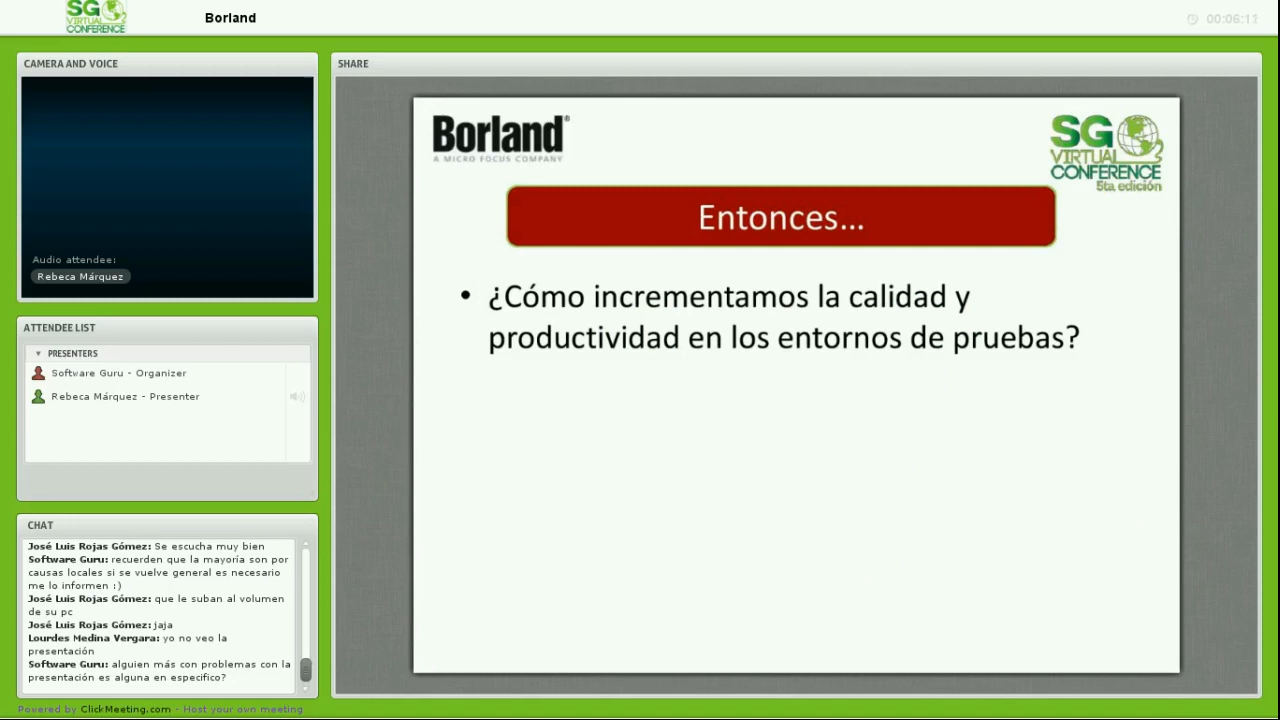 SG
VIRTUAL
CONFERENCE
Borland
00:06:11
CAMERA AND VOICE
Audio attendee:
Rebeca Márquez
ATTENDEE LIST
PRESENTERS
Software Guru - Organizer
Rebeca Márquez - Presenter
CHAT
José Luis Rojas Gómez: Se escucha muy bien
Software Guru: recuerden que la mayoría son por
causas locales si se vuelve general es necesario
me lo informen :)
José Luis Rojas Gómez: que le suban al volumen
de su pc
José Luis Rojas Gómez: jaja
Lourdes Medina Vergara: yo no veo la
presentación
Software Guru: alguien más con problemas con la
presentación es alguna en especifico?
Powered by ClickMeeting.com - Host your own meeting
SHARE
Borland®
A MICRO FOCUS COMPANY
SG
VIRTUAL
CONFERENCE
5ta edición
Entonces...
• ¿Cómo incrementamos la calidad y
productividad en los entornos de pruebas?